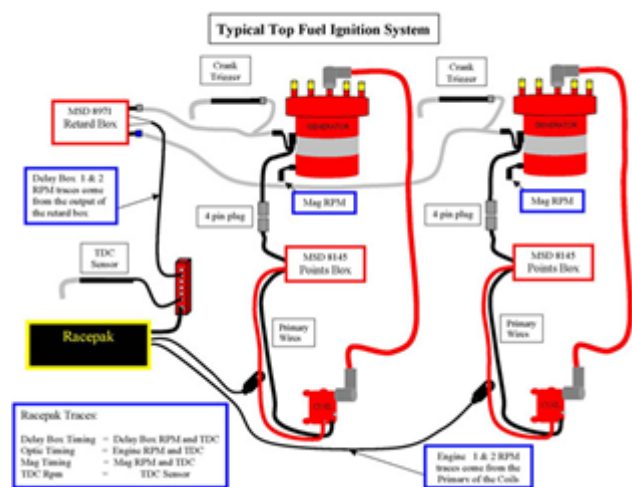 Typical Top Fuel Ignition System
Crank
Trigger
Crank
Trigger
MSD 8971
Retard Box
GENERATOR
GENERATOR
Delay Box 1 & 2
RPM traces come
from the output of
the retard box
Mag RPM
Mag RPM
4 pin plug
4 pin plug
TDC
Sensor
MSD 8145
Points Box
MSD 8145
Points Box
Racepak
Primary
Wires
Primary
Wires
COIL
COIL
Racepak Traces:
Delay Box Timing = Delay Box RPM and TDC
Optic Timing = Engine RPM and TDC
Mag Timing = Mag RPM and TDC
TDC Rpm = TDC Sensor
Engine 1 & 2 RPM
traces come from the
Primary of the Coils